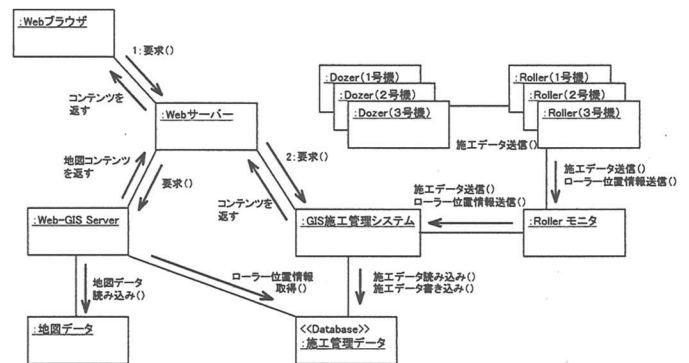 :Webブラウザ
1:要求()
コンテンツを
返す
:Webサーバー
:Dozer(1号機)
:Dozer(2号機)
:Dozer(3号機)
:Roller(1号機)
:Roller(2号機)
:Roller(3号機)
施工データ送信()
地図コンテンツ
を返す
要求()
2:要求()
コンテンツを
返す
施工データ送信()
ローラー位置情報送信()
施工データ送信()
ローラー位置情報送信()
:Web-GIS Server
:GIS施工管理システム
:Roller モニタ
地図データ
読み込み()
ローラー位置情報
取得()
施工データ読み込み()
施工データ書き込み()
:地図データ
<<Database>>
:施工管理データ